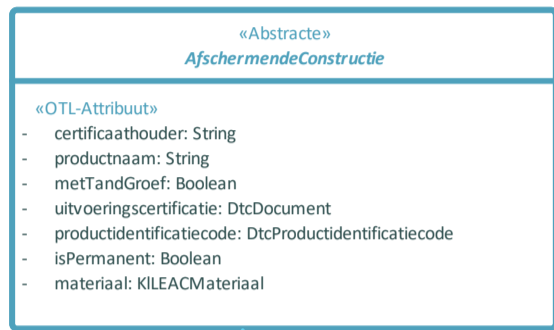 «Abstracte»
AfschermendeConstructie
«OTL-Attribuut»
- certificaathouder: String
- productnaam: String
- metTandGroef: Boolean
- uitvoeringscertificatie: DtcDocument
- productidentificatiecode: DtcProductidentificatiecode
- isPermanent: Boolean
- materiaal: KlLEACMateriaal